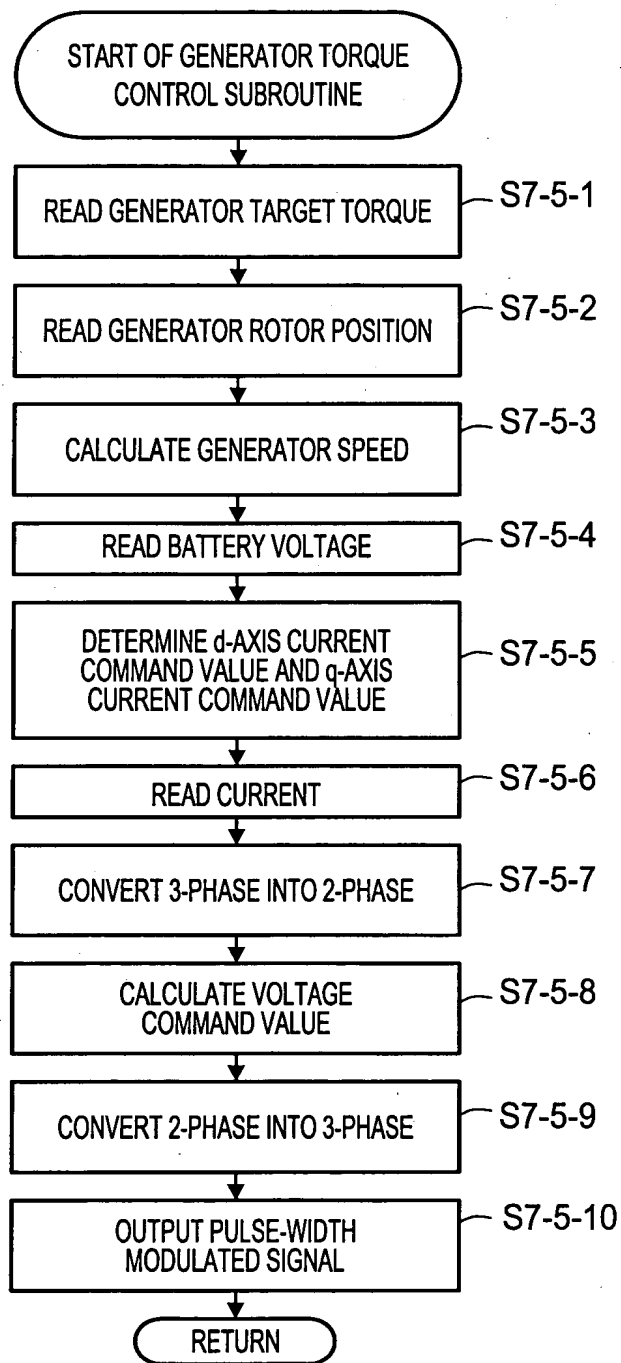 START OF GENERATOR TORQUE
CONTROL SUBROUTINE
READ GENERATOR TARGET TORQUE
S7-5-1
READ GENERATOR ROTOR POSITION
S7-5-2
CALCULATE GENERATOR SPEED
S7-5-3
READ BATTERY VOLTAGE
S7-5-4
DETERMINE d-AXIS CURRENT
COMMAND VALUE AND q-AXIS
CURRENT COMMAND VALUE
S7-5-5
READ CURRENT
S7-5-6
CONVERT 3-PHASE INTO 2-PHASE
S7-5-7
CALCULATE VOLTAGE
COMMAND VALUE
S7-5-8
CONVERT 2-PHASE INTO 3-PHASE
S7-5-9
OUTPUT PULSE-WIDTH
MODULATED SIGNAL
S7-5-10
RETURN